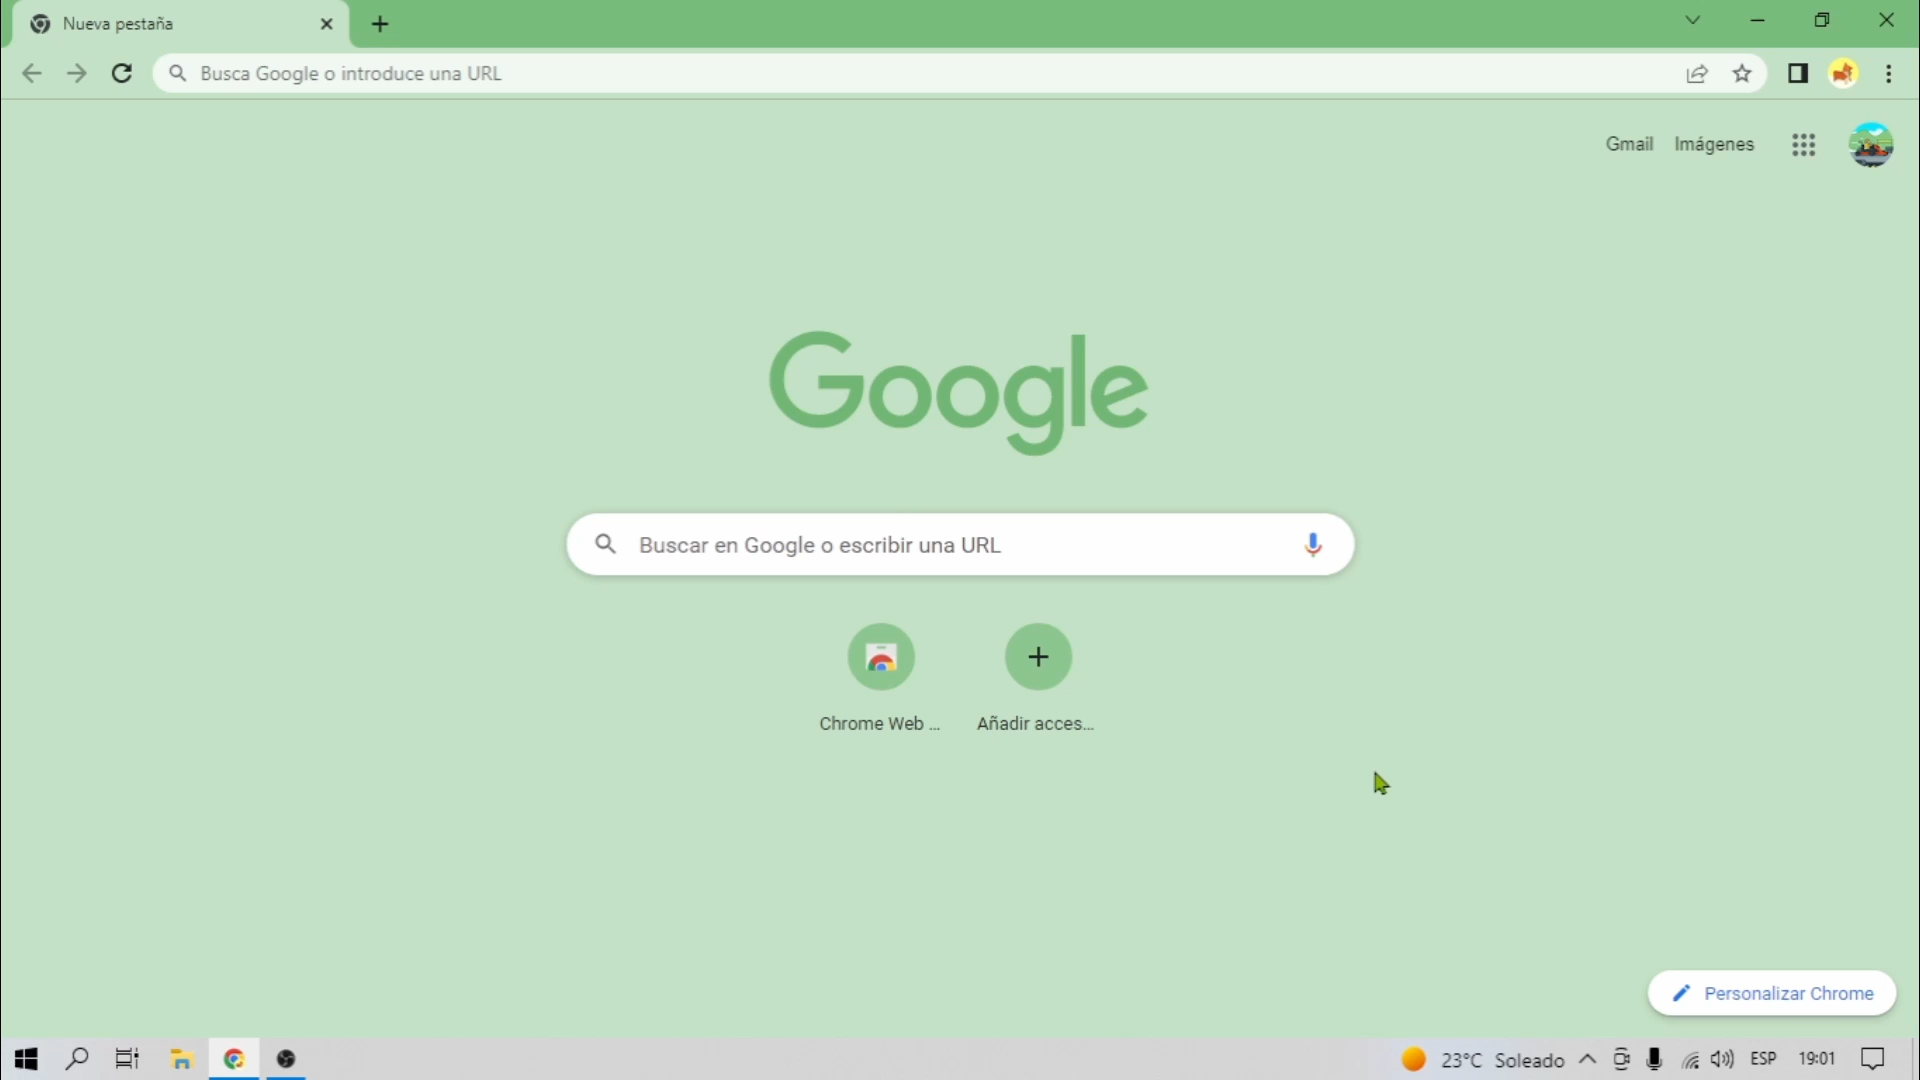 Nueva pestaña
Busca Google o introduce una URL
Gmail Imágenes
Google
Buscar en Google o escribir una URL
Chrome Web ... Añadir acces...
Personalizar Chrome
23°C Soleado ESP 19:01